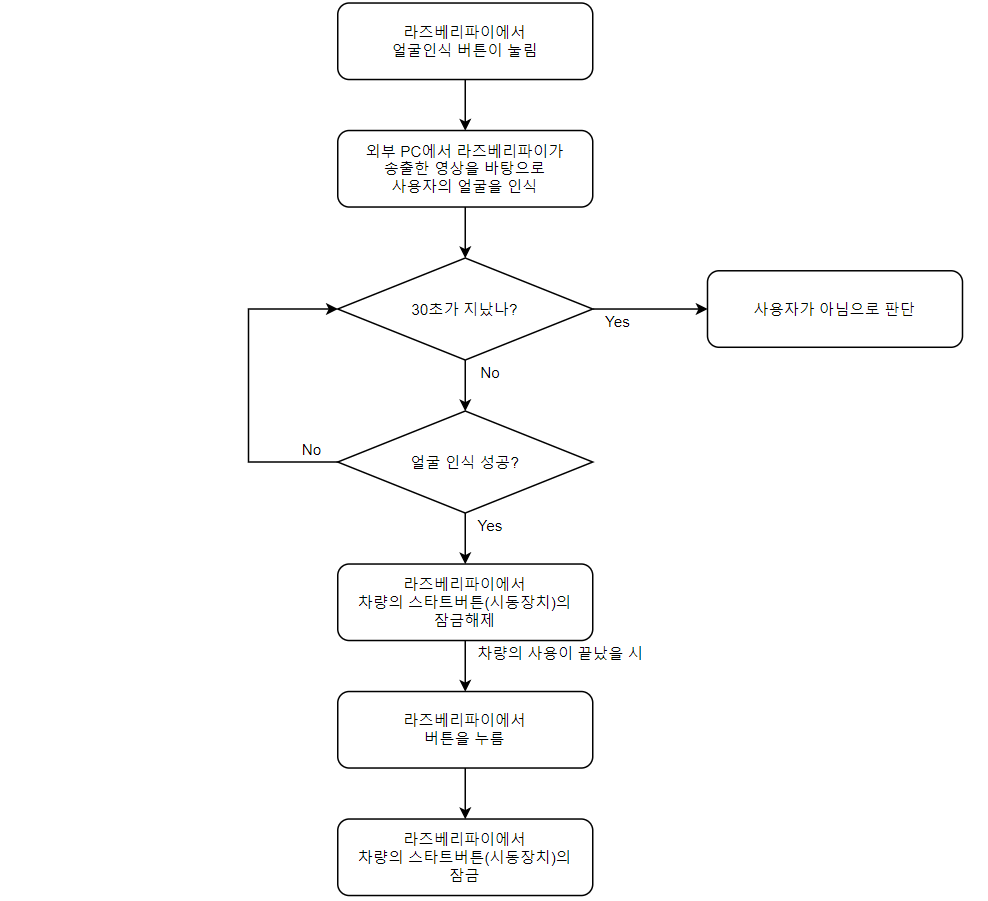 라즈베리파이에서
얼굴인식 버튼이 눌림
외부 PC에서 라즈베리파이가
송출한 영상을 바탕으로
사용자의 얼굴을 인식
30초가 지났나?
Yes
사용자가 아님으로 판단
No
얼굴 인식 성공?
No
Yes
라즈베리파이에서
차량의 스타트버튼(시동장치)의
잠금해제
차량의 사용이 끝났을 시
라즈베리파이에서
버튼을 누름
라즈베리파이에서
차량의 스타트버튼(시동장치)의
잠금